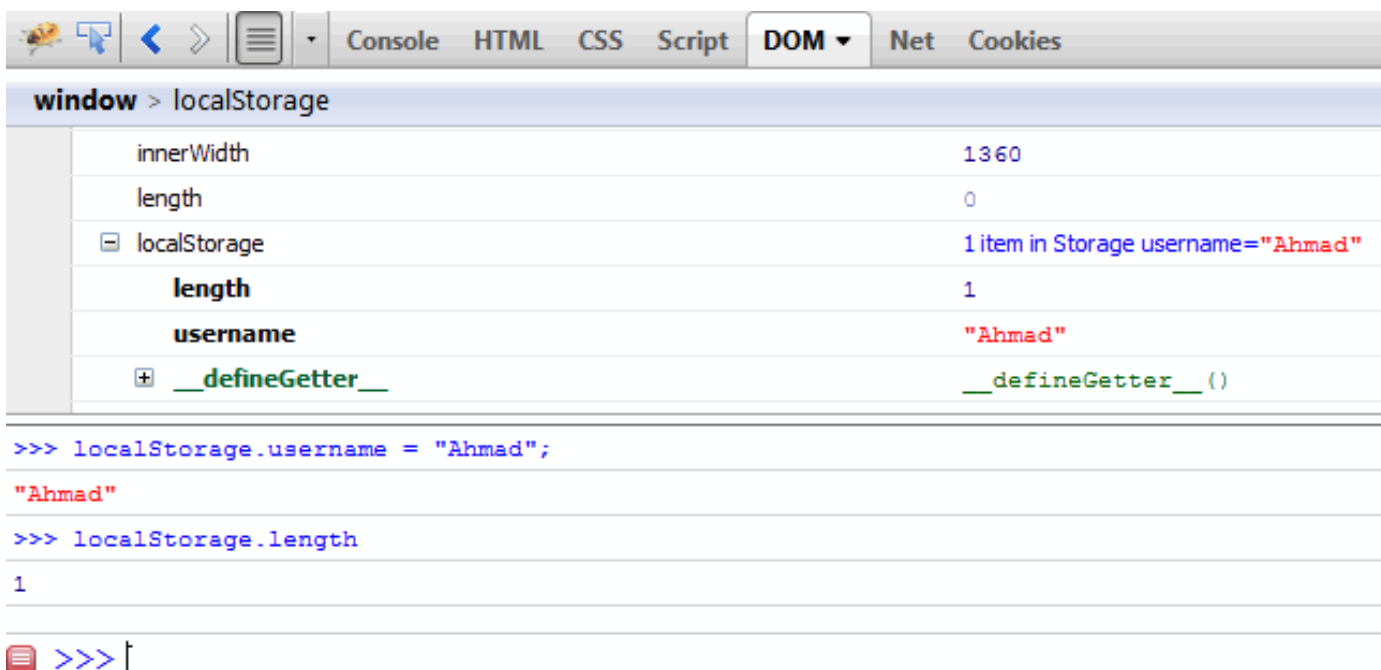 Console HTML CSS Script DOM Net Cookies
window > localStorage
innerWidth 1360
length 0
localStorage 1 item in Storage username="Ahmad"
length 1
username "Ahmad"
__defineGetter__ __defineGetter__()
>>> localStorage.username = "Ahmad";
"Ahmad"
>>> localStorage.length
1
>>>